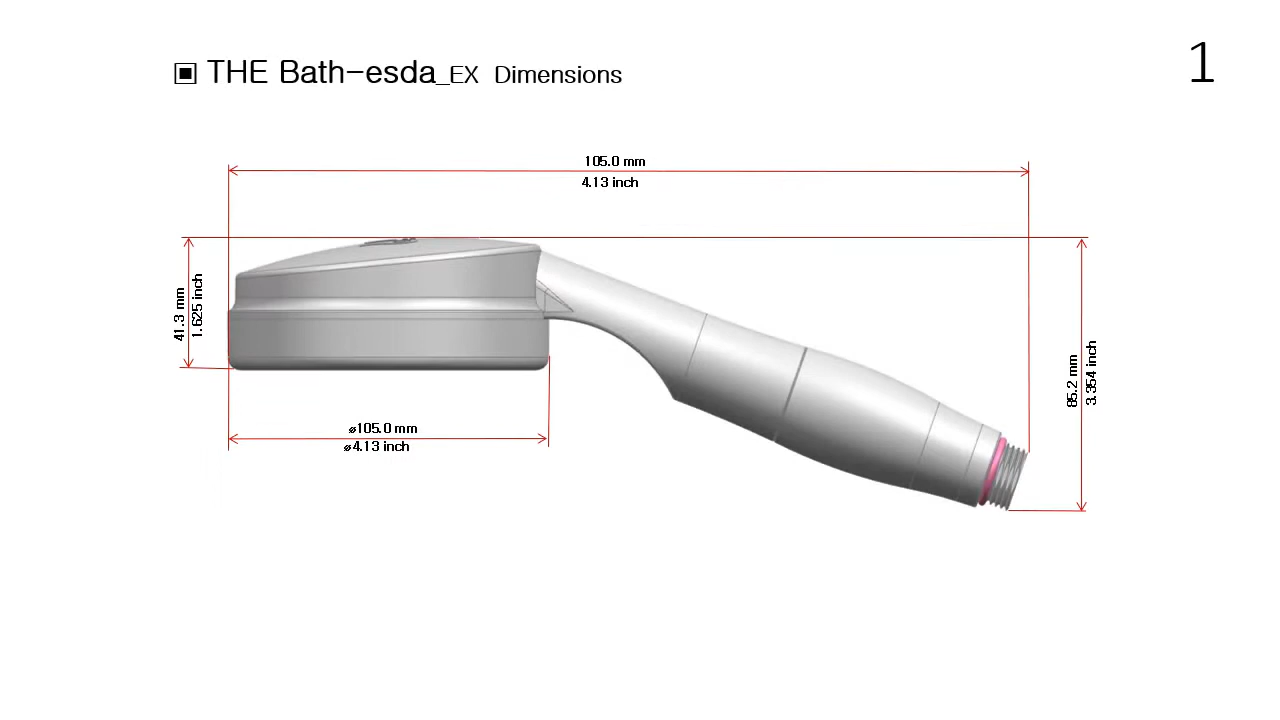 ▣ THE Bath-esda_EX Dimensions
1
105.0 mm
4.13 inch
41.3 mm
1.625 inch
85.2 mm
3.354 inch
⌀105.0 mm
⌀4.13 inch